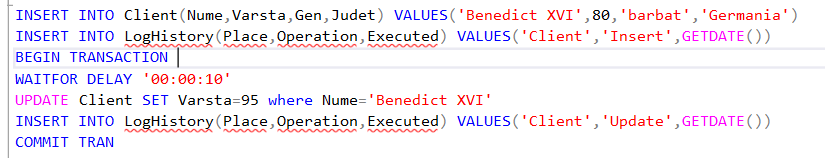 INSERT INTO Client(Nume,Varsta,Gen,Judet) VALUES('Benedict XVI',80,'barbat','Germania')
INSERT INTO LogHistory(Place,Operation,Executed) VALUES('Client','Insert',GETDATE())
BEGIN TRANSACTION
WAITFOR DELAY '00:00:10'
UPDATE Client SET Varsta=95 where Nume='Benedict XVI'
INSERT INTO LogHistory(Place,Operation,Executed) VALUES('Client','Update',GETDATE())
COMMIT TRAN